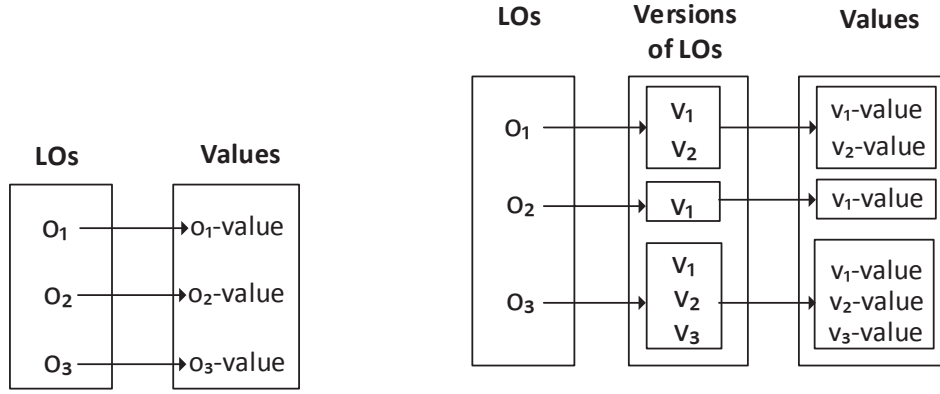 LOs Values
O₁ o₁-value
O₂ o₂-value
O₃ o₃-value
LOs Versions of LOs Values
O₁ V₁ v₁-value
V₂ v₂-value
O₂ V₁ v₁-value
V₁ v₁-value
O₃ V₂ v₂-value
V₃ v₃-value